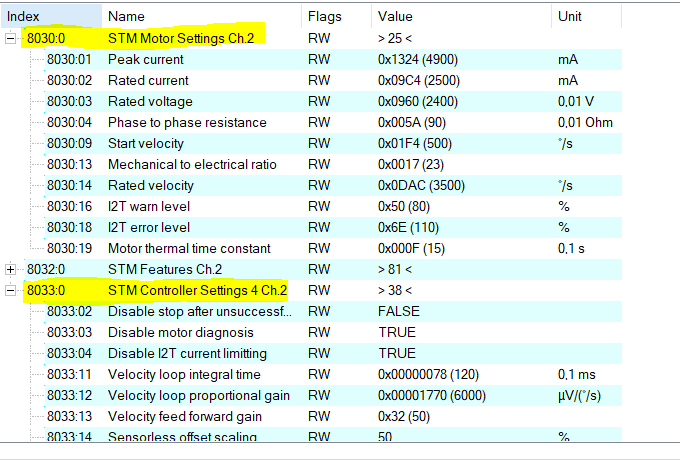 Index Name Flags Value Unit
8030:0 STM Motor Settings Ch.2 RW > 25 <
8030:01 Peak current RW 0x1324 (4900) mA
8030:02 Rated current RW 0x09C4 (2500) mA
8030:03 Rated voltage RW 0x0960 (2400) 0,01 V
8030:04 Phase to phase resistance RW 0x005A (90) 0,01 Ohm
8030:09 Start velocity RW 0x01F4 (500) °/s
8030:13 Mechanical to electrical ratio RW 0x0017 (23)
8030:14 Rated velocity RW 0x0DAC (3500) °/s
8030:16 I2T warn level RW 0x50 (80) %
8030:18 I2T error level RW 0x6E (110) %
8030:19 Motor thermal time constant RW 0x000F (15) 0,1 s
8032:0 STM Features Ch.2 RW > 81 <
8033:0 STM Controller Settings 4 Ch.2 RW > 38 <
8033:02 Disable stop after unsuccessf... RW FALSE
8033:03 Disable motor diagnosis RW TRUE
8033:04 Disable I2T current limitting RW TRUE
8033:11 Velocity loop integral time RW 0x00000078 (120) 0,1 ms
8033:12 Velocity loop proportional gain RW 0x00001770 (6000) µV/(°/s)
8033:13 Velocity feed forward gain RW 0x32 (50)
8033:14 Sensorless offset scaling RW 50 %